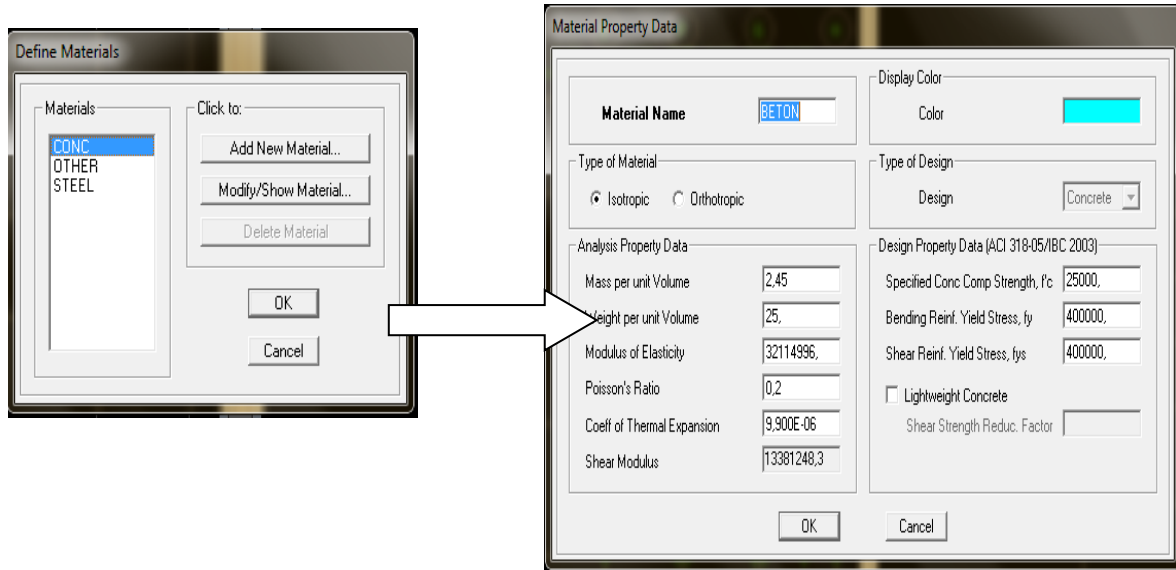 Define Materials
Materials
CONC
OTHER
STEEL
Click to:
Add New Material...
Modify/Show Material...
Delete Material
OK
Cancel
Material Property Data
Material Name
BETON
Display Color
Color
Type of Material
Isotropic
Orthotropic
Type of Design
Design
Concrete
Analysis Property Data
Mass per unit Volume
2,45
Weight per unit Volume
25,
Modulus of Elasticity
32114996,
Poisson's Ratio
0,2
Coeff of Thermal Expansion
9,900E-06
Shear Modulus
13381248,3
Design Property Data (ACI 318-05/IBC 2003)
Specified Conc Comp Strength, f'c
25000,
Bending Reinf. Yield Stress, fy
400000,
Shear Reinf. Yield Stress, fys
400000,
Lightweight Concrete
Shear Strength Reduc. Factor
OK
Cancel